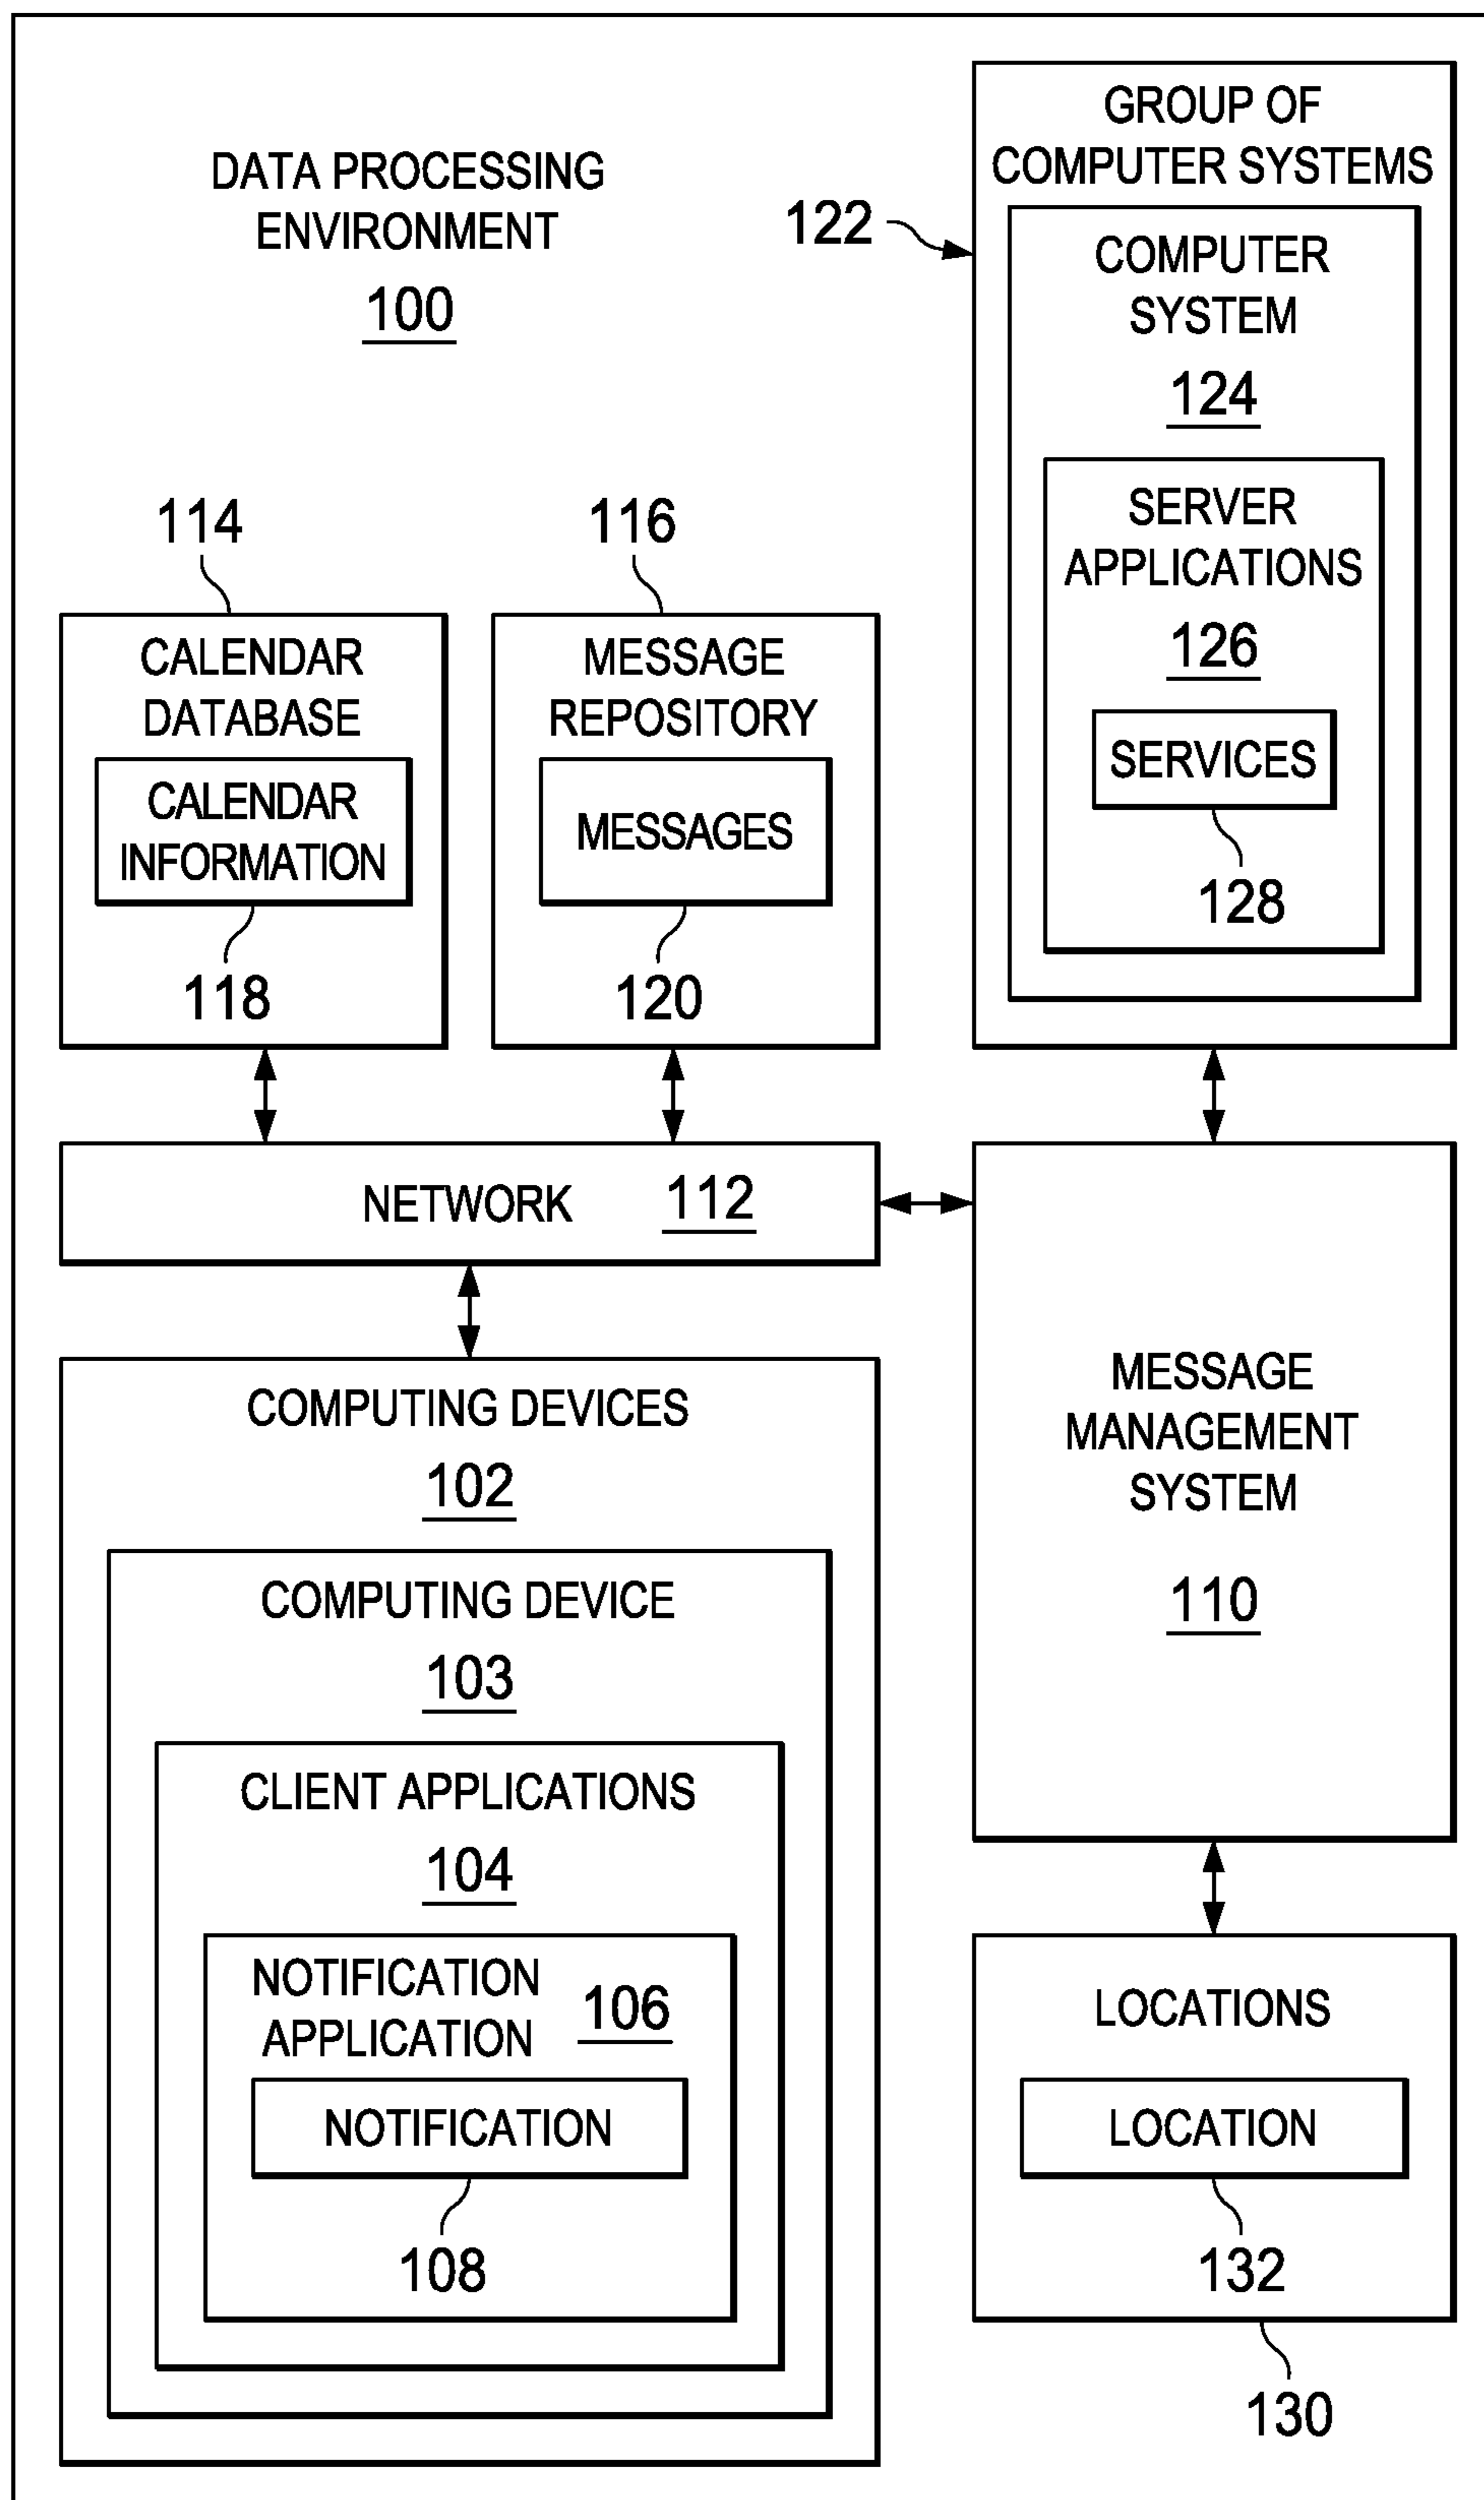 DATA PROCESSING
ENVIRONMENT
100
GROUP OF
COMPUTER SYSTEMS
122
COMPUTER
SYSTEM
124
SERVER
APPLICATIONS
126
SERVICES
128
114
CALENDAR
DATABASE
CALENDAR
INFORMATION
118
116
MESSAGE
REPOSITORY
MESSAGES
120
NETWORK 112
COMPUTING DEVICES
102
COMPUTING DEVICE
103
CLIENT APPLICATIONS
104
NOTIFICATION
APPLICATION
106
NOTIFICATION
108
MESSAGE
MANAGEMENT
SYSTEM
110
LOCATIONS
LOCATION
132
130